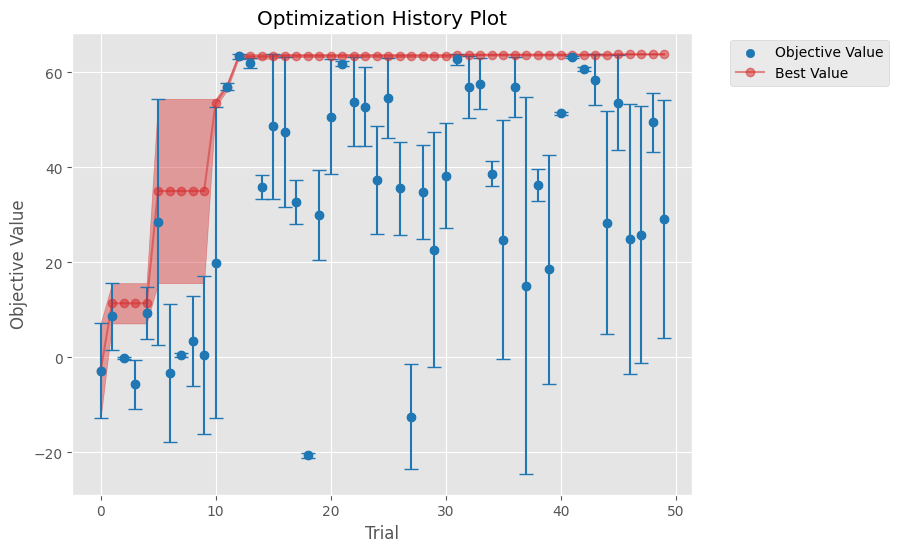 Optimization History Plot
Objective Value
Best Value
Objective Value
60
40
20
0
−20
0 10 20 30 40 50
Trial